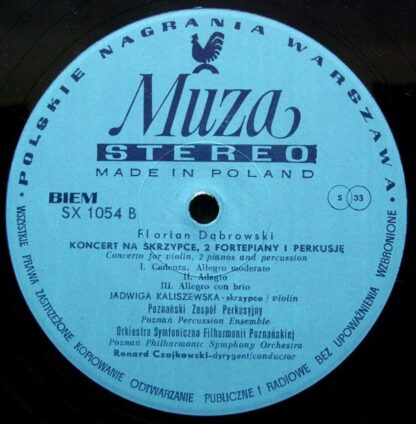 • POLSKIE NAGRANIA WARSZAWA •
Muza
STEREO
MADE IN POLAND
BIEM
SX 1054 B
S 33
Florian Dąbrowski
KONCERT NA SKRZYPCE, 2 FORTEPIANY I PERKUSJĘ
Concerto for violin, 2 pianos and percussion
I. Cadenza. Allegro moderato
II. Adagio
III. Allegro con brio
JADWIGA KALISZEWSKA - skrzypce / violin
Poznański Zespół Perkusyjny
Poznań Percussion Ensemble
Orkiestra Symfoniczna Filharmonii Poznańskiej
Poznań Philharmonic Symphony Orchestra
Renard Czajkowski-dyrygent/conductor
WSZYSTKIE PRAWA ZASTRZEŻONE KOPIOWANIE ODTWARZANIE PUBLICZNE I RADIOWE BEZ UPOWAŻNIENIA WZBRONIONE